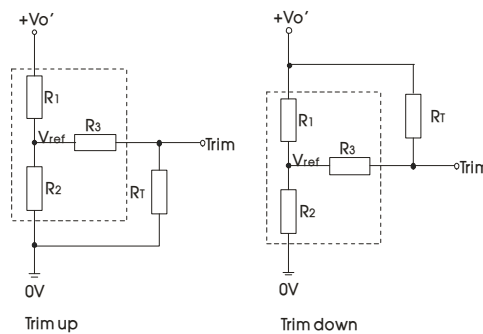 +Vo'
R1
Vref
R3
Trim
R2
RT
0V
Trim up
+Vo'
R1
RT
Vref
R3
Trim
R2
0V
Trim down